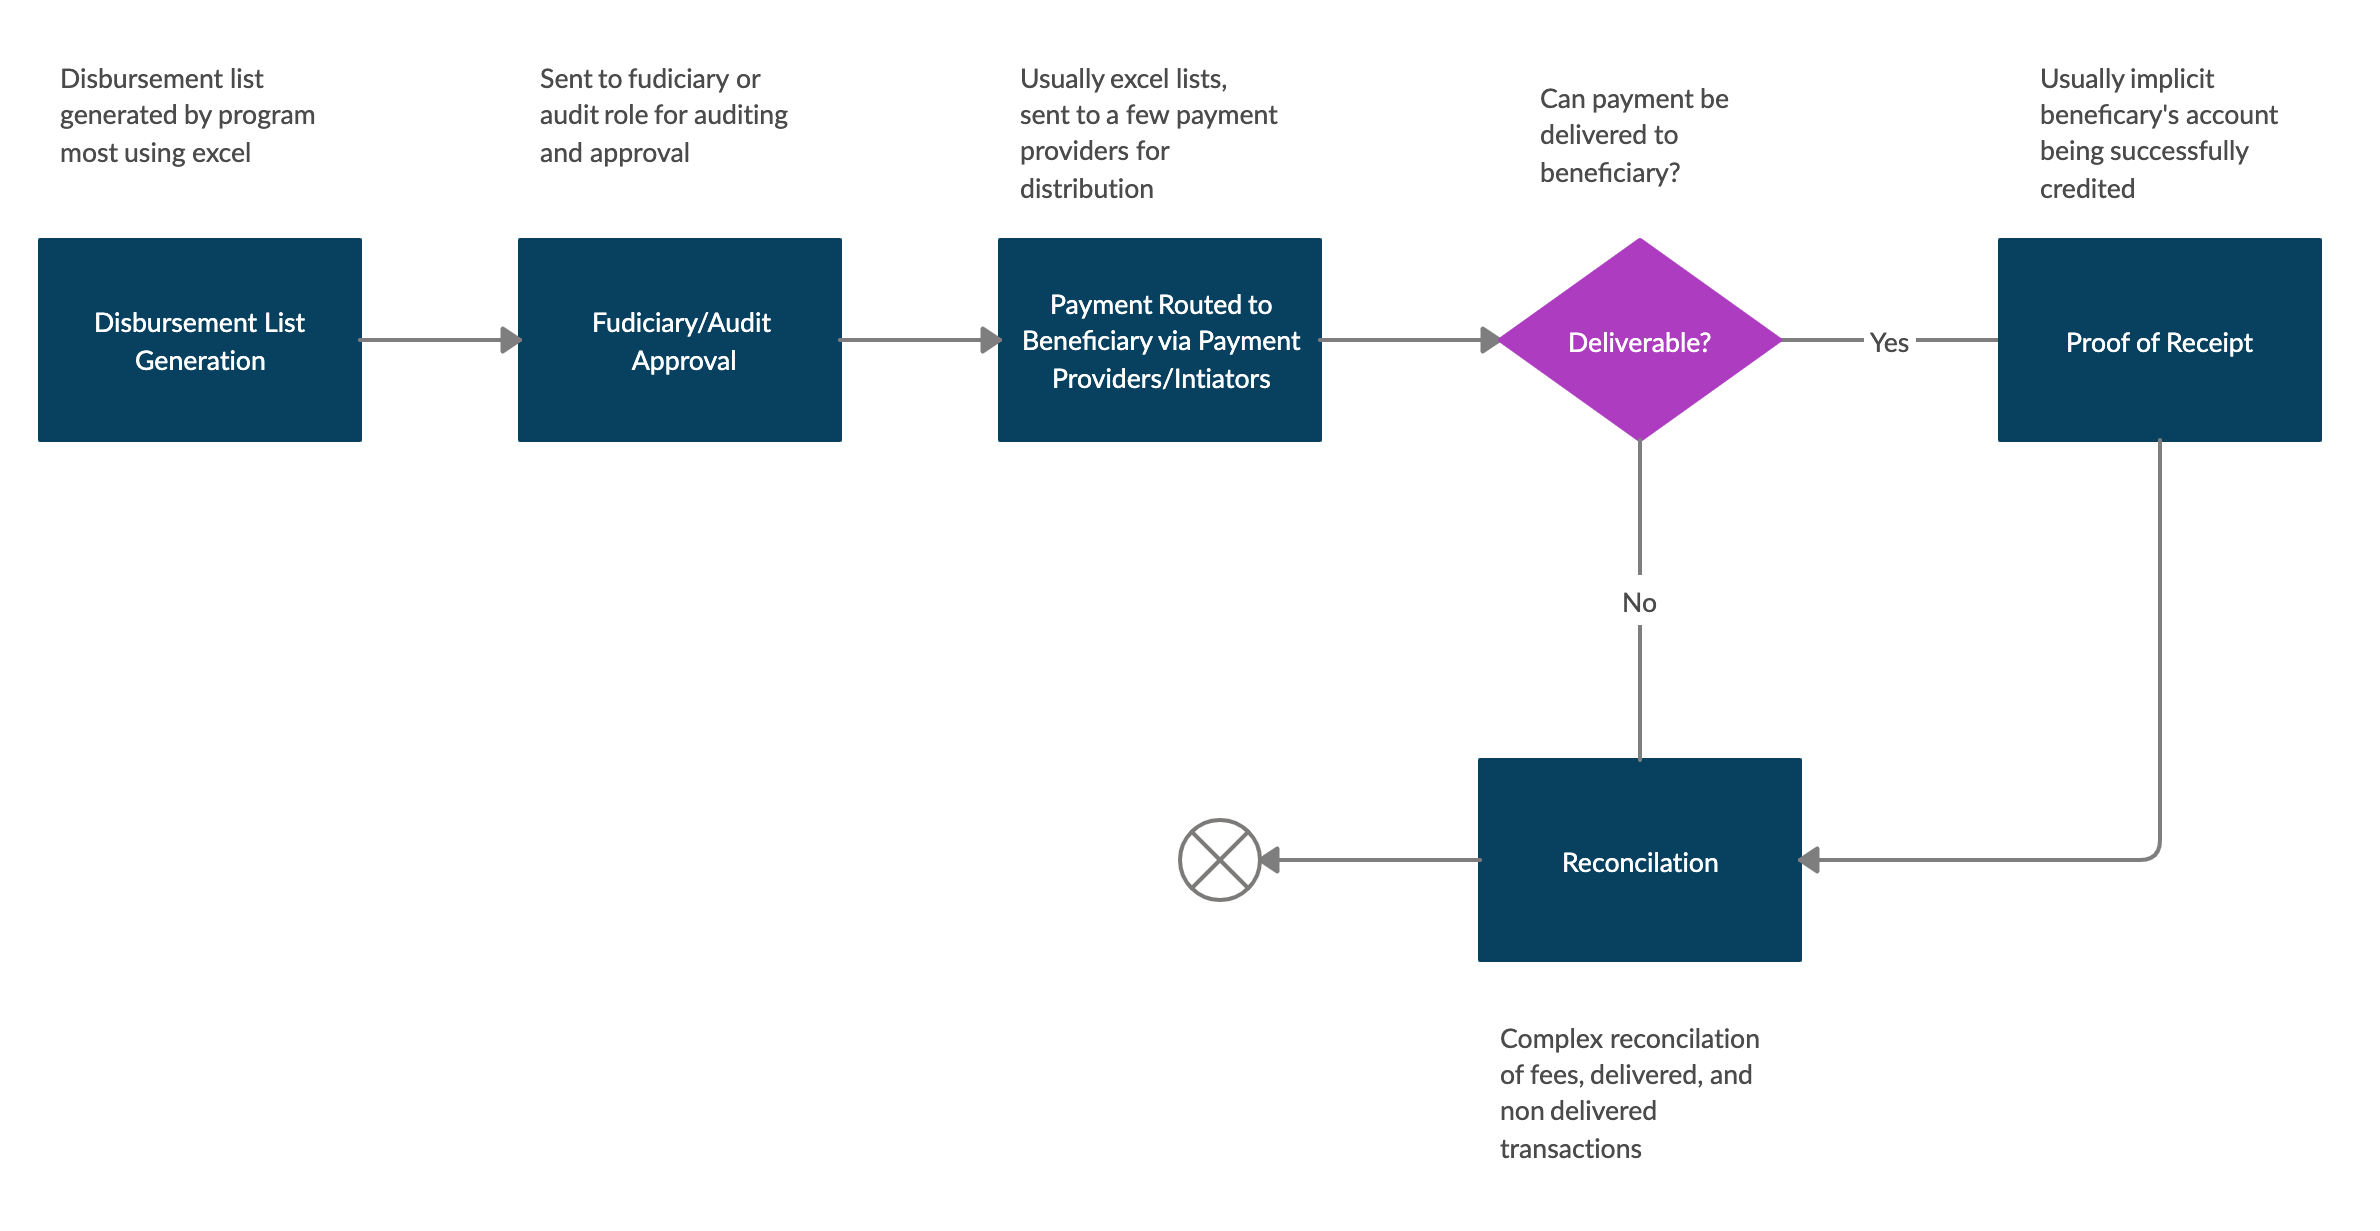 Disbursement list
generated by program
most using excel
Sent to fudiciary or
audit role for auditing
and approval
Usually excel lists,
sent to a few payment
providers for
distribution
Can payment be
delivered to
beneficiary?
Usually implicit
beneficary's account
being successfully
credited
Disbursement List
Generation
Fudiciary/Audit
Approval
Payment Routed to
Beneficiary via Payment
Providers/Intiators
Deliverable?
Yes
Proof of Receipt
No
Reconcilation
Complex reconcilation
of fees, delivered, and
non delivered
transactions